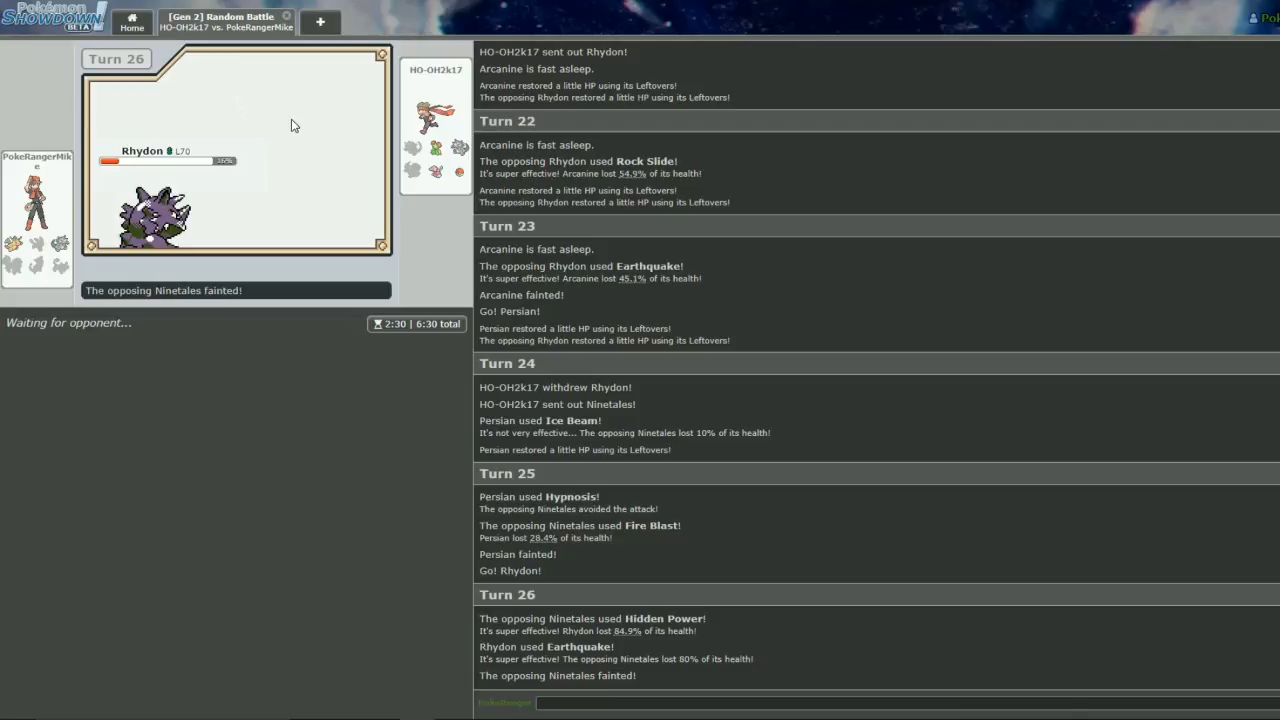 Pokémon
SHOWDOWN!
BETA
Home
[Gen 2] Random Battle
HO-OH2k17 vs. PokeRangerMike
+
Turn 26
HO-OH2k17
Rhydon L70
16%
PokeRangerMik
e
The opposing Ninetales fainted!
Waiting for opponent...
2:30 | 6:30 total
HO-OH2k17 sent out Rhydon!
Arcanine is fast asleep.
Arcanine restored a little HP using its Leftovers!
The opposing Rhydon restored a little HP using its Leftovers!
Turn 22
Arcanine is fast asleep.
The opposing Rhydon used Rock Slide!
It's super effective! Arcanine lost 54.9% of its health!
Arcanine restored a little HP using its Leftovers!
The opposing Rhydon restored a little HP using its Leftovers!
Turn 23
Arcanine is fast asleep.
The opposing Rhydon used Earthquake!
It's super effective! Arcanine lost 45.1% of its health!
Arcanine fainted!
Go! Persian!
Persian restored a little HP using its Leftovers!
The opposing Rhydon restored a little HP using its Leftovers!
Turn 24
HO-OH2k17 withdrew Rhydon!
HO-OH2k17 sent out Ninetales!
Persian used Ice Beam!
It's not very effective... The opposing Ninetales lost 10% of its health!
Persian restored a little HP using its Leftovers!
Turn 25
Persian used Hypnosis!
The opposing Ninetales avoided the attack!
The opposing Ninetales used Fire Blast!
Persian lost 28.4% of its health!
Persian fainted!
Go! Rhydon!
Turn 26
The opposing Ninetales used Hidden Power!
It's super effective! Rhydon lost 84.9% of its health!
Rhydon used Earthquake!
It's super effective! The opposing Ninetales lost 80% of its health!
The opposing Ninetales fainted!